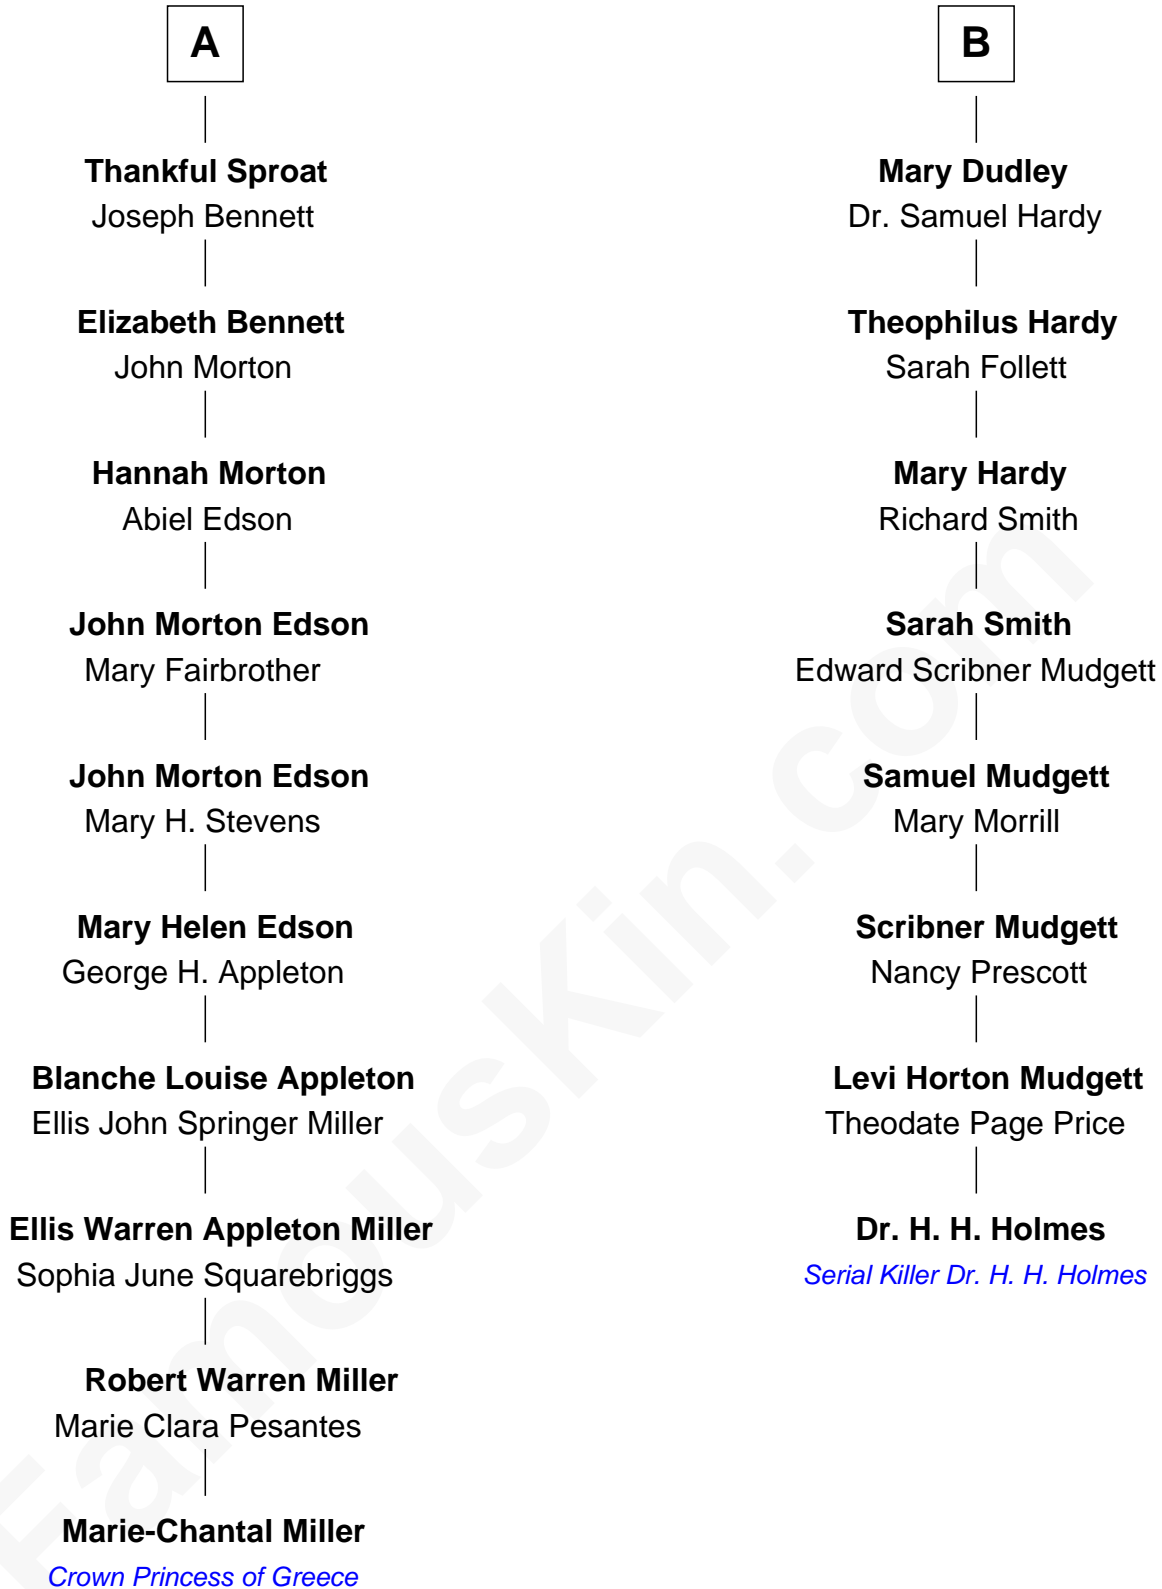 A
Thankful Sproat
Joseph Bennett
Elizabeth Bennett
John Morton
Hannah Morton
Abiel Edson
John Morton Edson
Mary Fairbrother
John Morton Edson
Mary H. Stevens
Mary Helen Edson
George H. Appleton
Blanche Louise Appleton
Ellis John Springer Miller
Ellis Warren Appleton Miller
Sophia June Squarebriggs
Robert Warren Miller
Marie Clara Pesantes
Marie-Chantal Miller
Crown Princess of Greece
B
Mary Dudley
Dr. Samuel Hardy
Theophilus Hardy
Sarah Follett
Mary Hardy
Richard Smith
Sarah Smith
Edward Scribner Mudgett
Samuel Mudgett
Mary Morrill
Scribner Mudgett
Nancy Prescott
Levi Horton Mudgett
Theodate Page Price
Dr. H. H. Holmes
Serial Killer Dr. H. H. Holmes
FamousKin.com